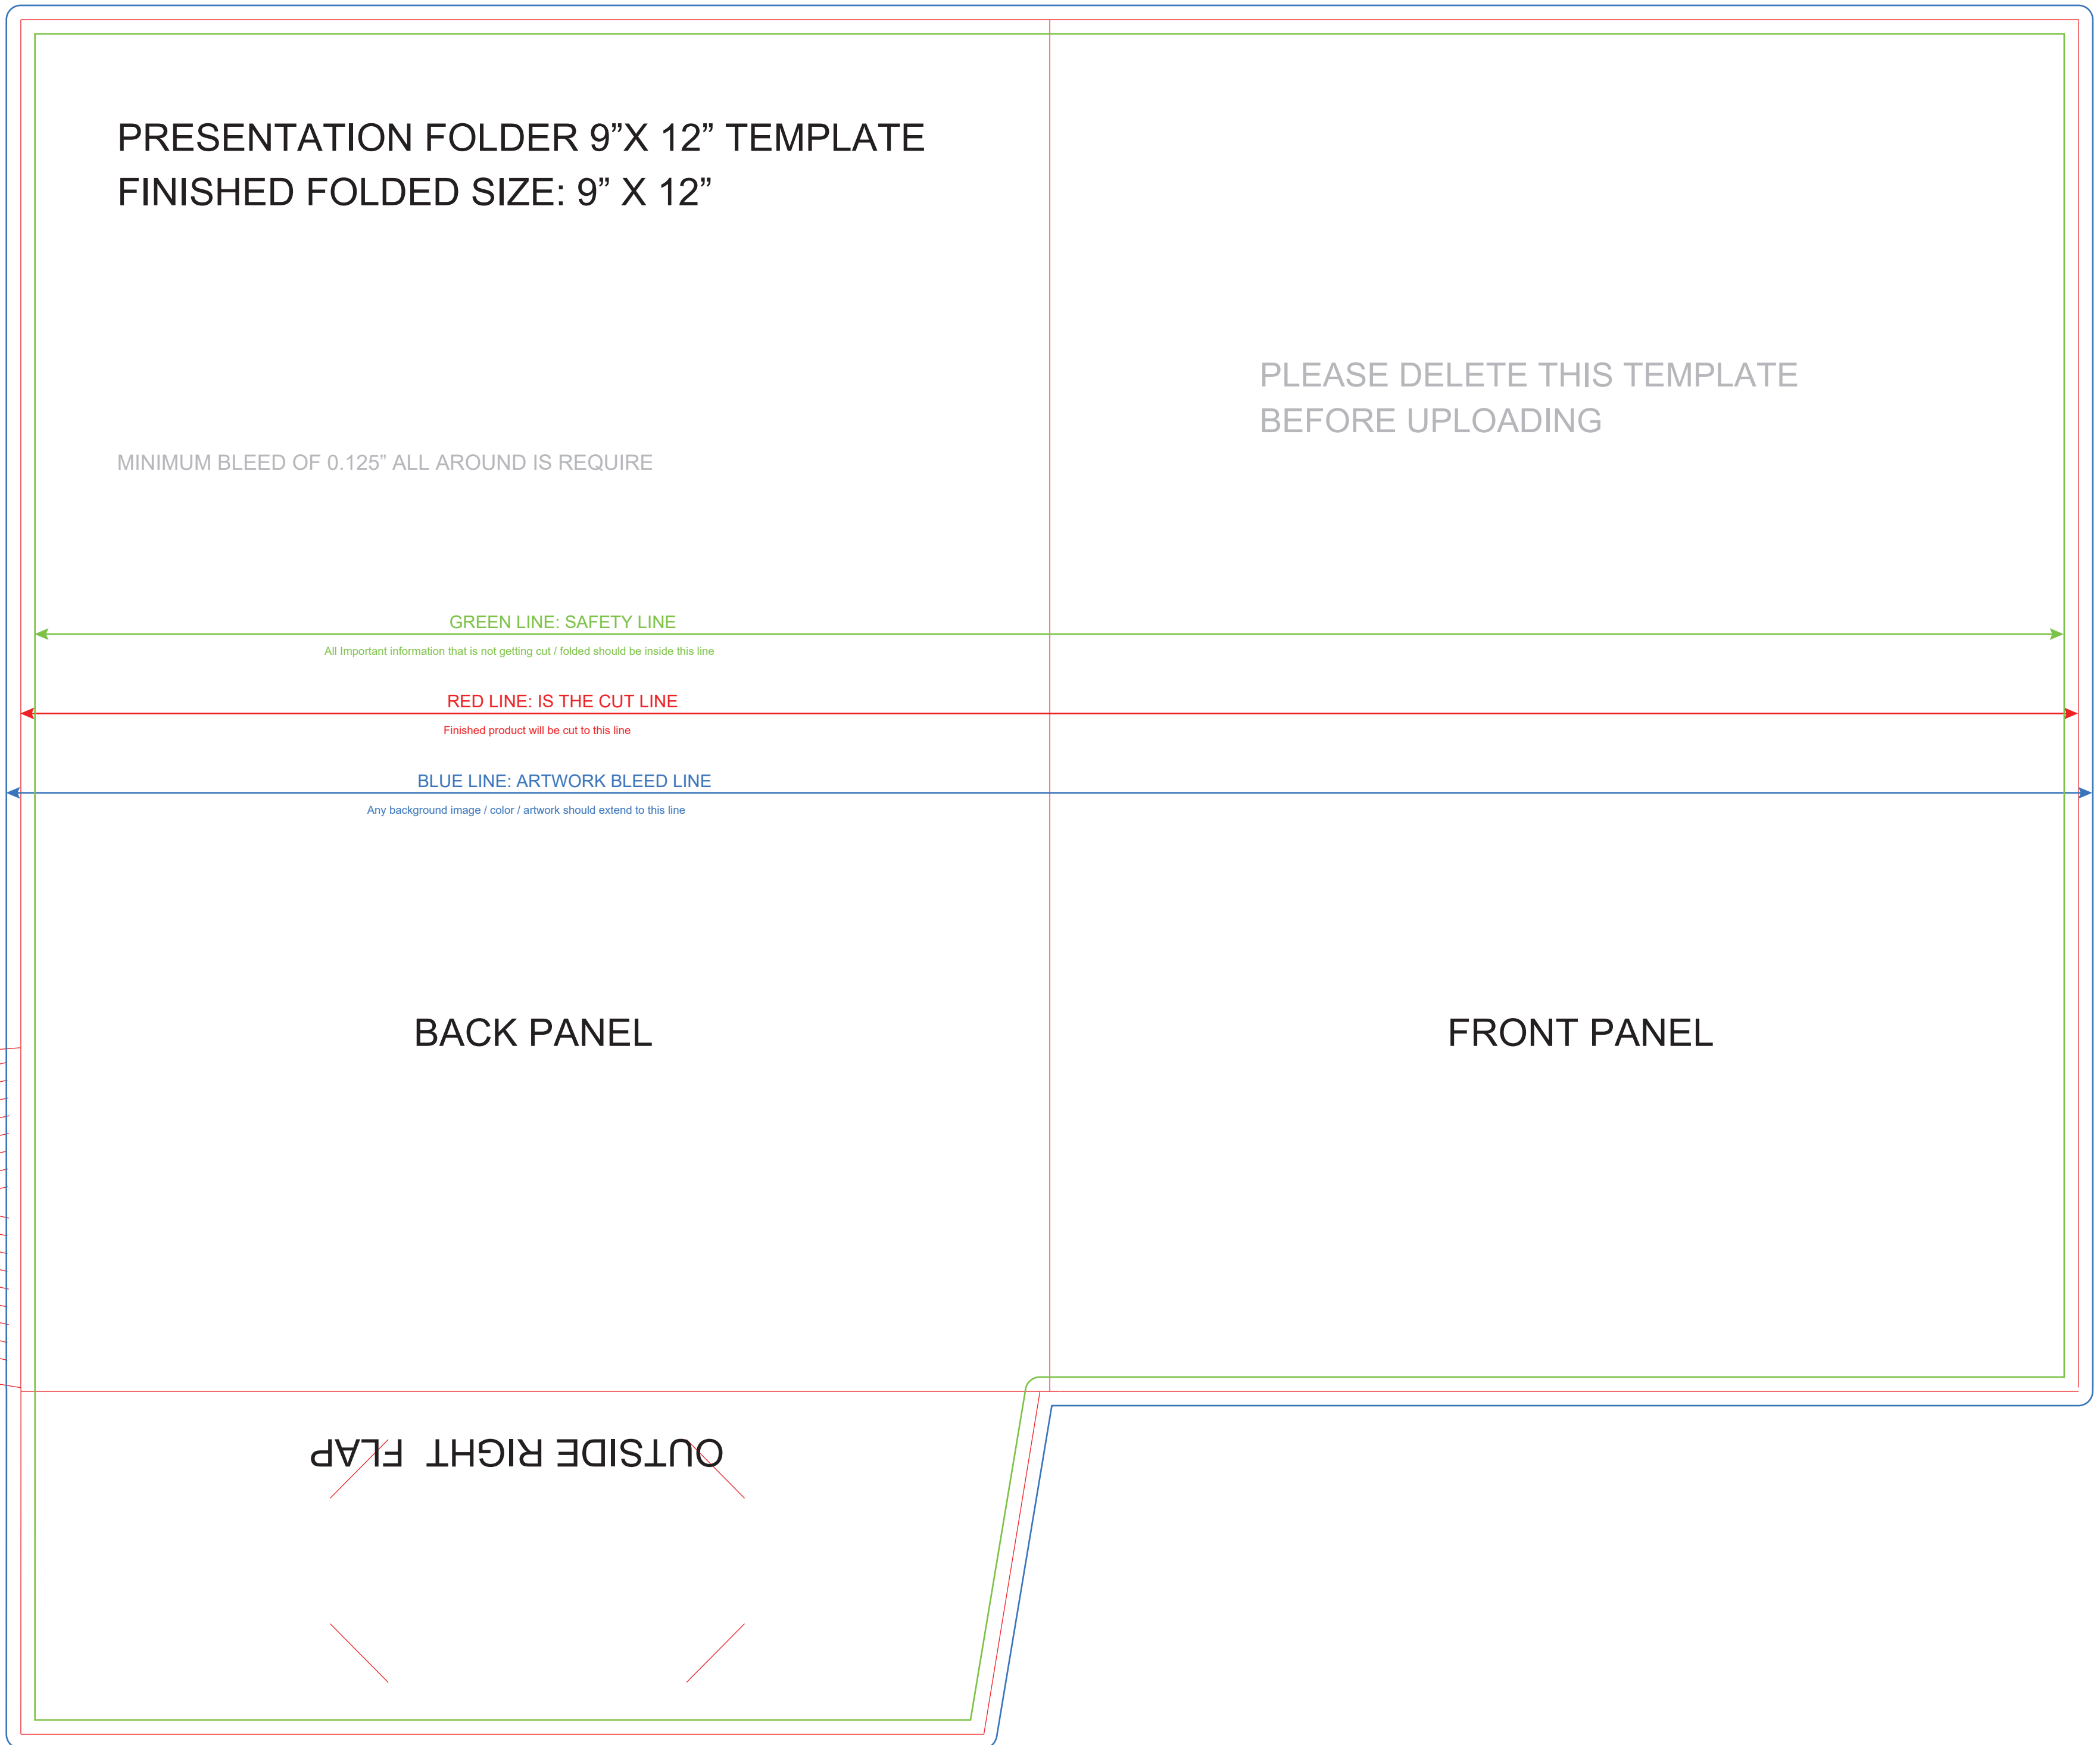 PRESENTATION FOLDER 9”X 12” TEMPLATE
FINISHED FOLDED SIZE: 9” X 12”
PLEASE DELETE THIS TEMPLATE
BEFORE UPLOADING
MINIMUM BLEED OF 0.125” ALL AROUND IS REQUIRE
GREEN LINE: SAFETY LINE
All Important information that is not getting cut / folded should be inside this line
RED LINE: IS THE CUT LINE
Finished product will be cut to this line
BLUE LINE: ARTWORK BLEED LINE
Any background image / color / artwork should extend to this line
BACK PANEL
FRONT PANEL
OUTSIDE RIGHT FLAP